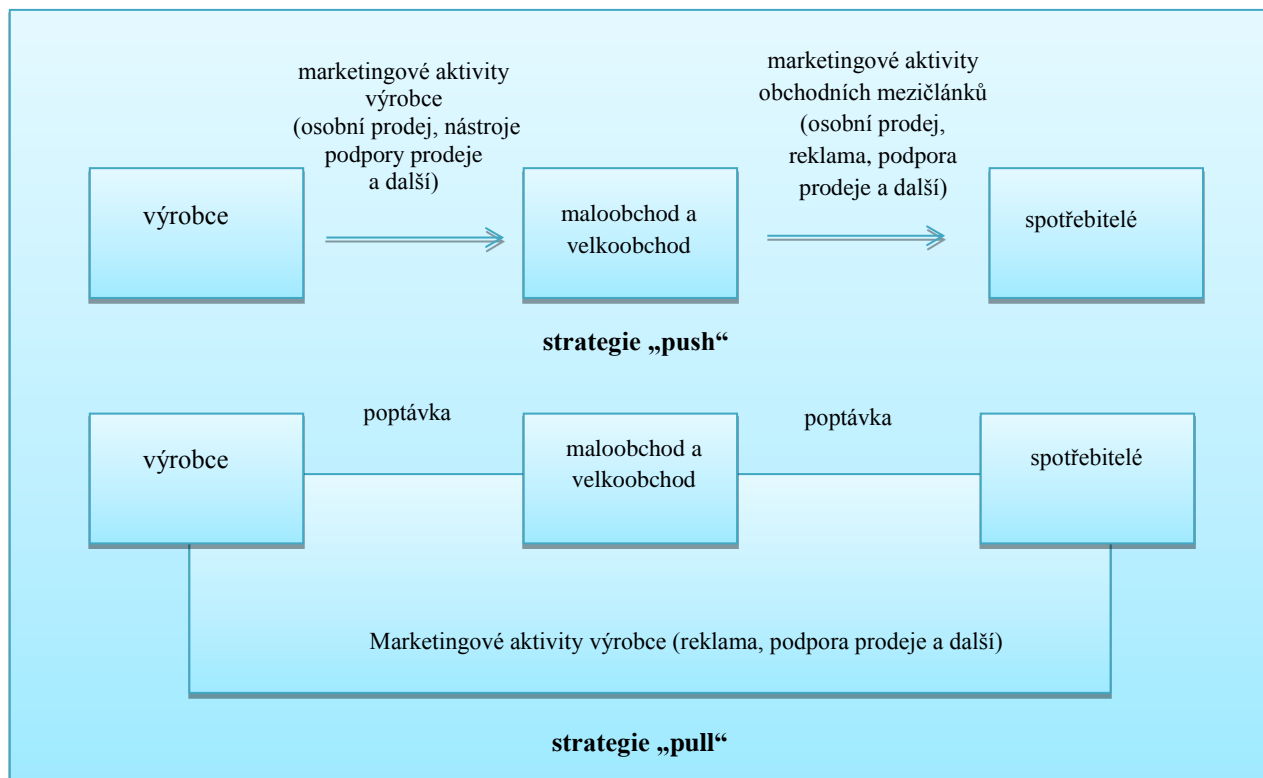 marketingové aktivity
výrobce
(osobní prodej, nástroje
podpory prodeje
a další)
marketingové aktivity
obchodních mezičlánků
(osobní prodej,
reklama, podpora
prodeje a další)
výrobce
maloobchod a
velkoobchod
spotřebitelé
strategie „push“
výrobce
poptávka
maloobchod a
velkoobchod
poptávka
spotřebitelé
Marketingové aktivity výrobce (reklama, podpora prodeje a další)
strategie „pull“